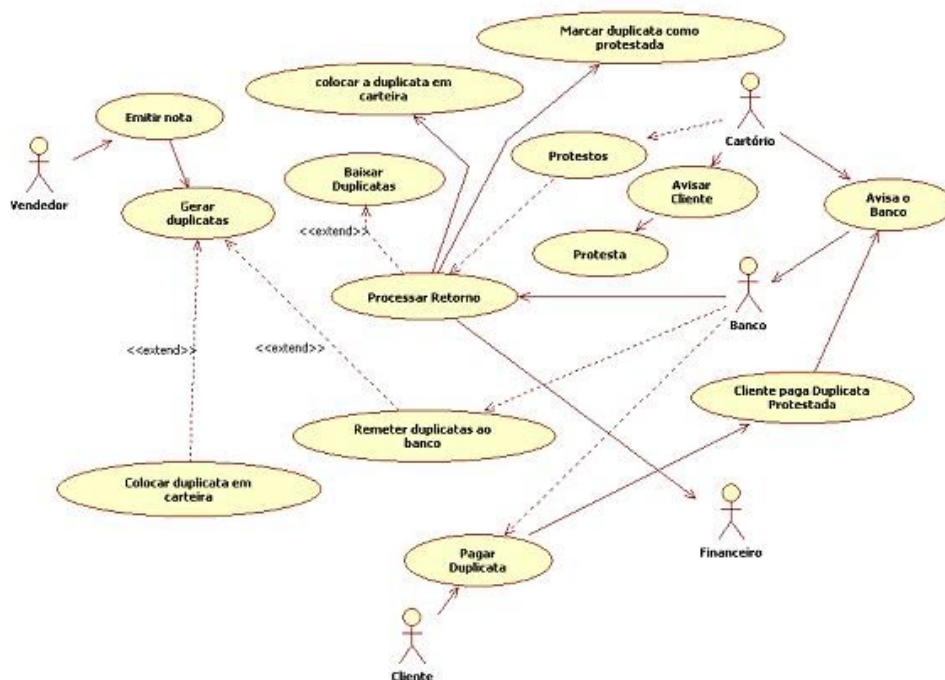 Marcar duplicata como
protestada
colocar a duplicata em
carteira
Emitir nota
Cartório
Protestos
Vendedor
Baixar
Duplicatas
Avisar
Cliente
Avisa o
Banco
Gerar
duplicatas
<<extend>>
Protesta
Processar Retorno
Banco
<<extend>>
<<extend>>
Cliente paga Duplicata
Protestada
Remeter duplicatas ao
banco
Colocar duplicata em
carteira
Financeiro
Pagar
Duplicata
Cliente